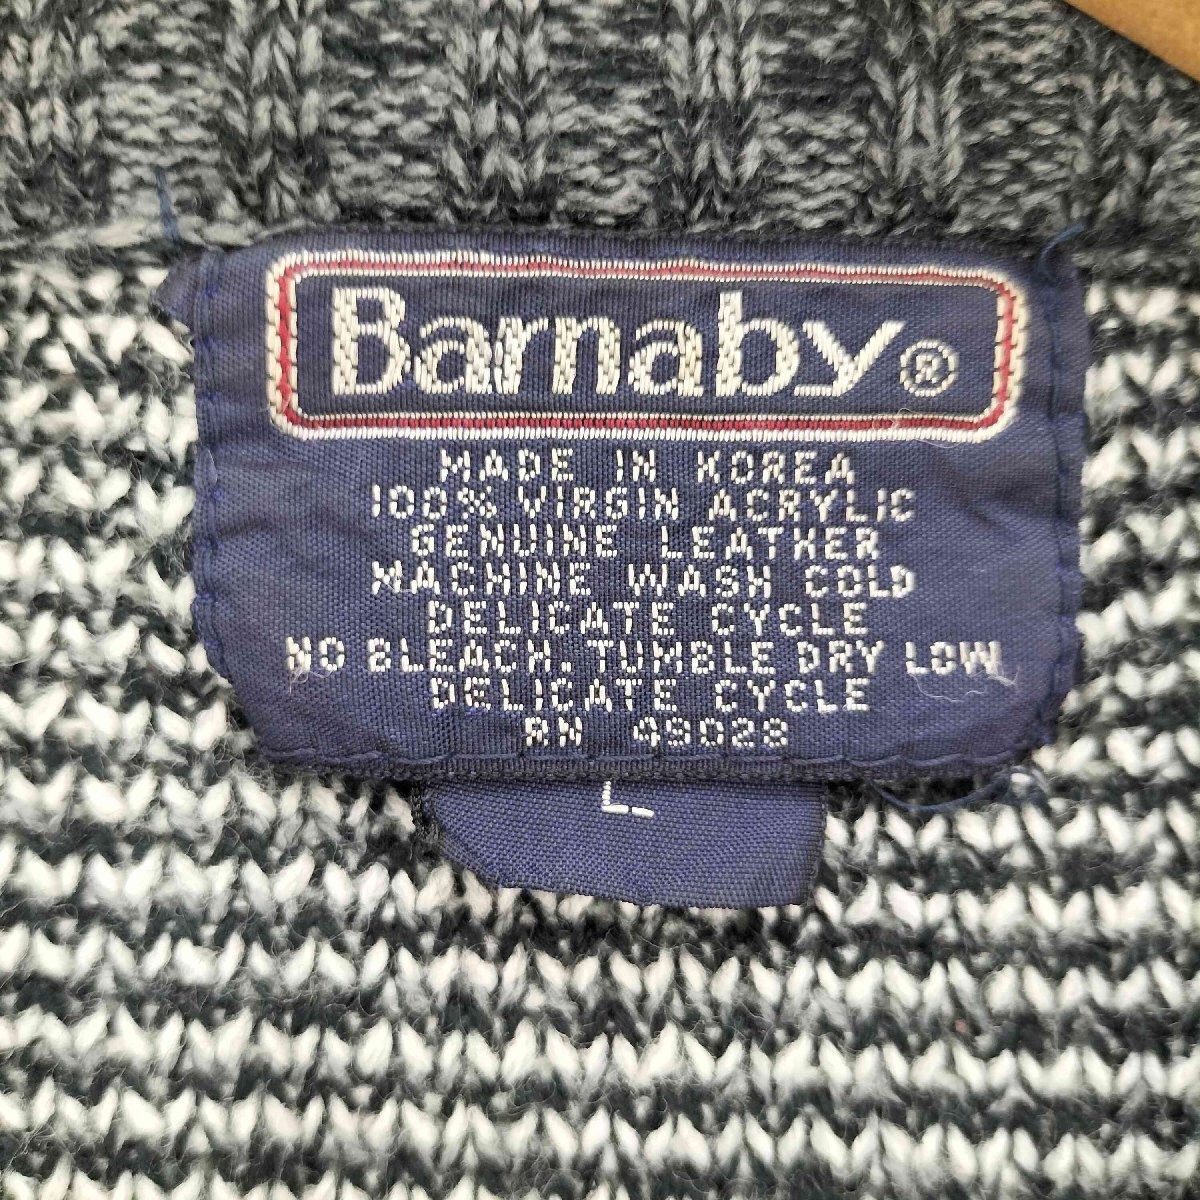 Barnaby®
MADE IN KOREA
100% VIRGIN ACRYLIC
GENUINE LEATHER
MACHINE WASH COLD
DELICATE CYCLE
NO BLEACH. TUMBLE DRY LOW
DELICATE CYCLE
RN 49028
L